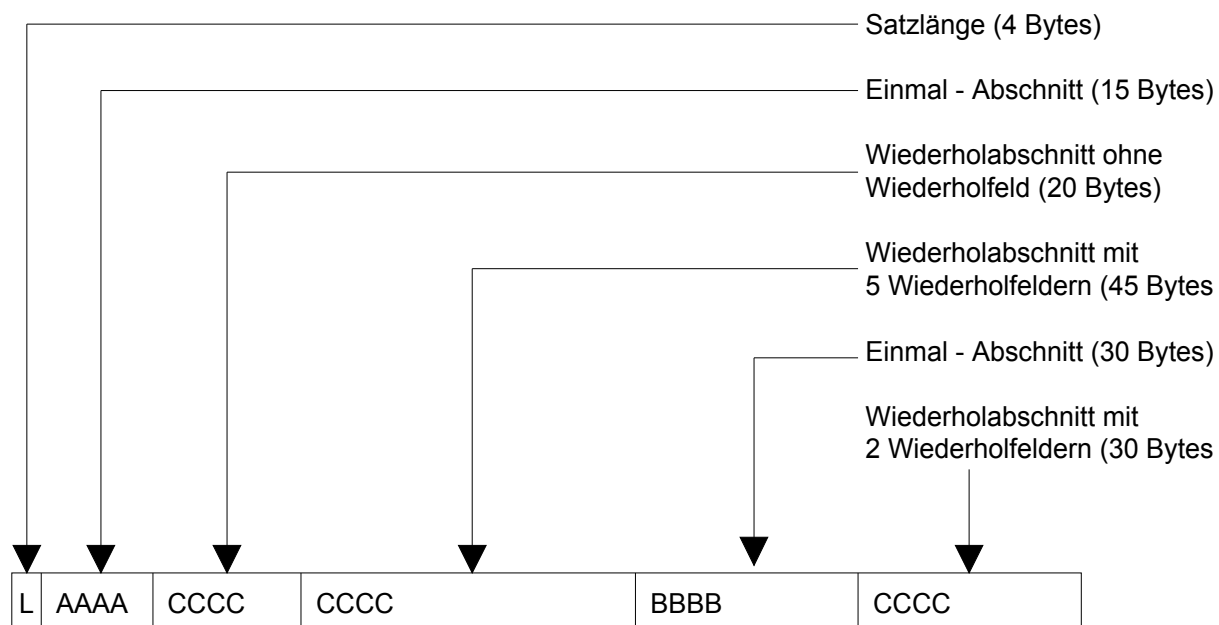 Satzlänge (4 Bytes)
Einmal - Abschnitt (15 Bytes)
Wiederholabschnitt ohne
Wiederholfeld (20 Bytes)
Wiederholabschnitt mit
5 Wiederholfeldern (45 Bytes
Einmal - Abschnitt (30 Bytes)
Wiederholabschnitt mit
2 Wiederholfeldern (30 Bytes
L AAAA CCCC CCCC BBBB CCCC